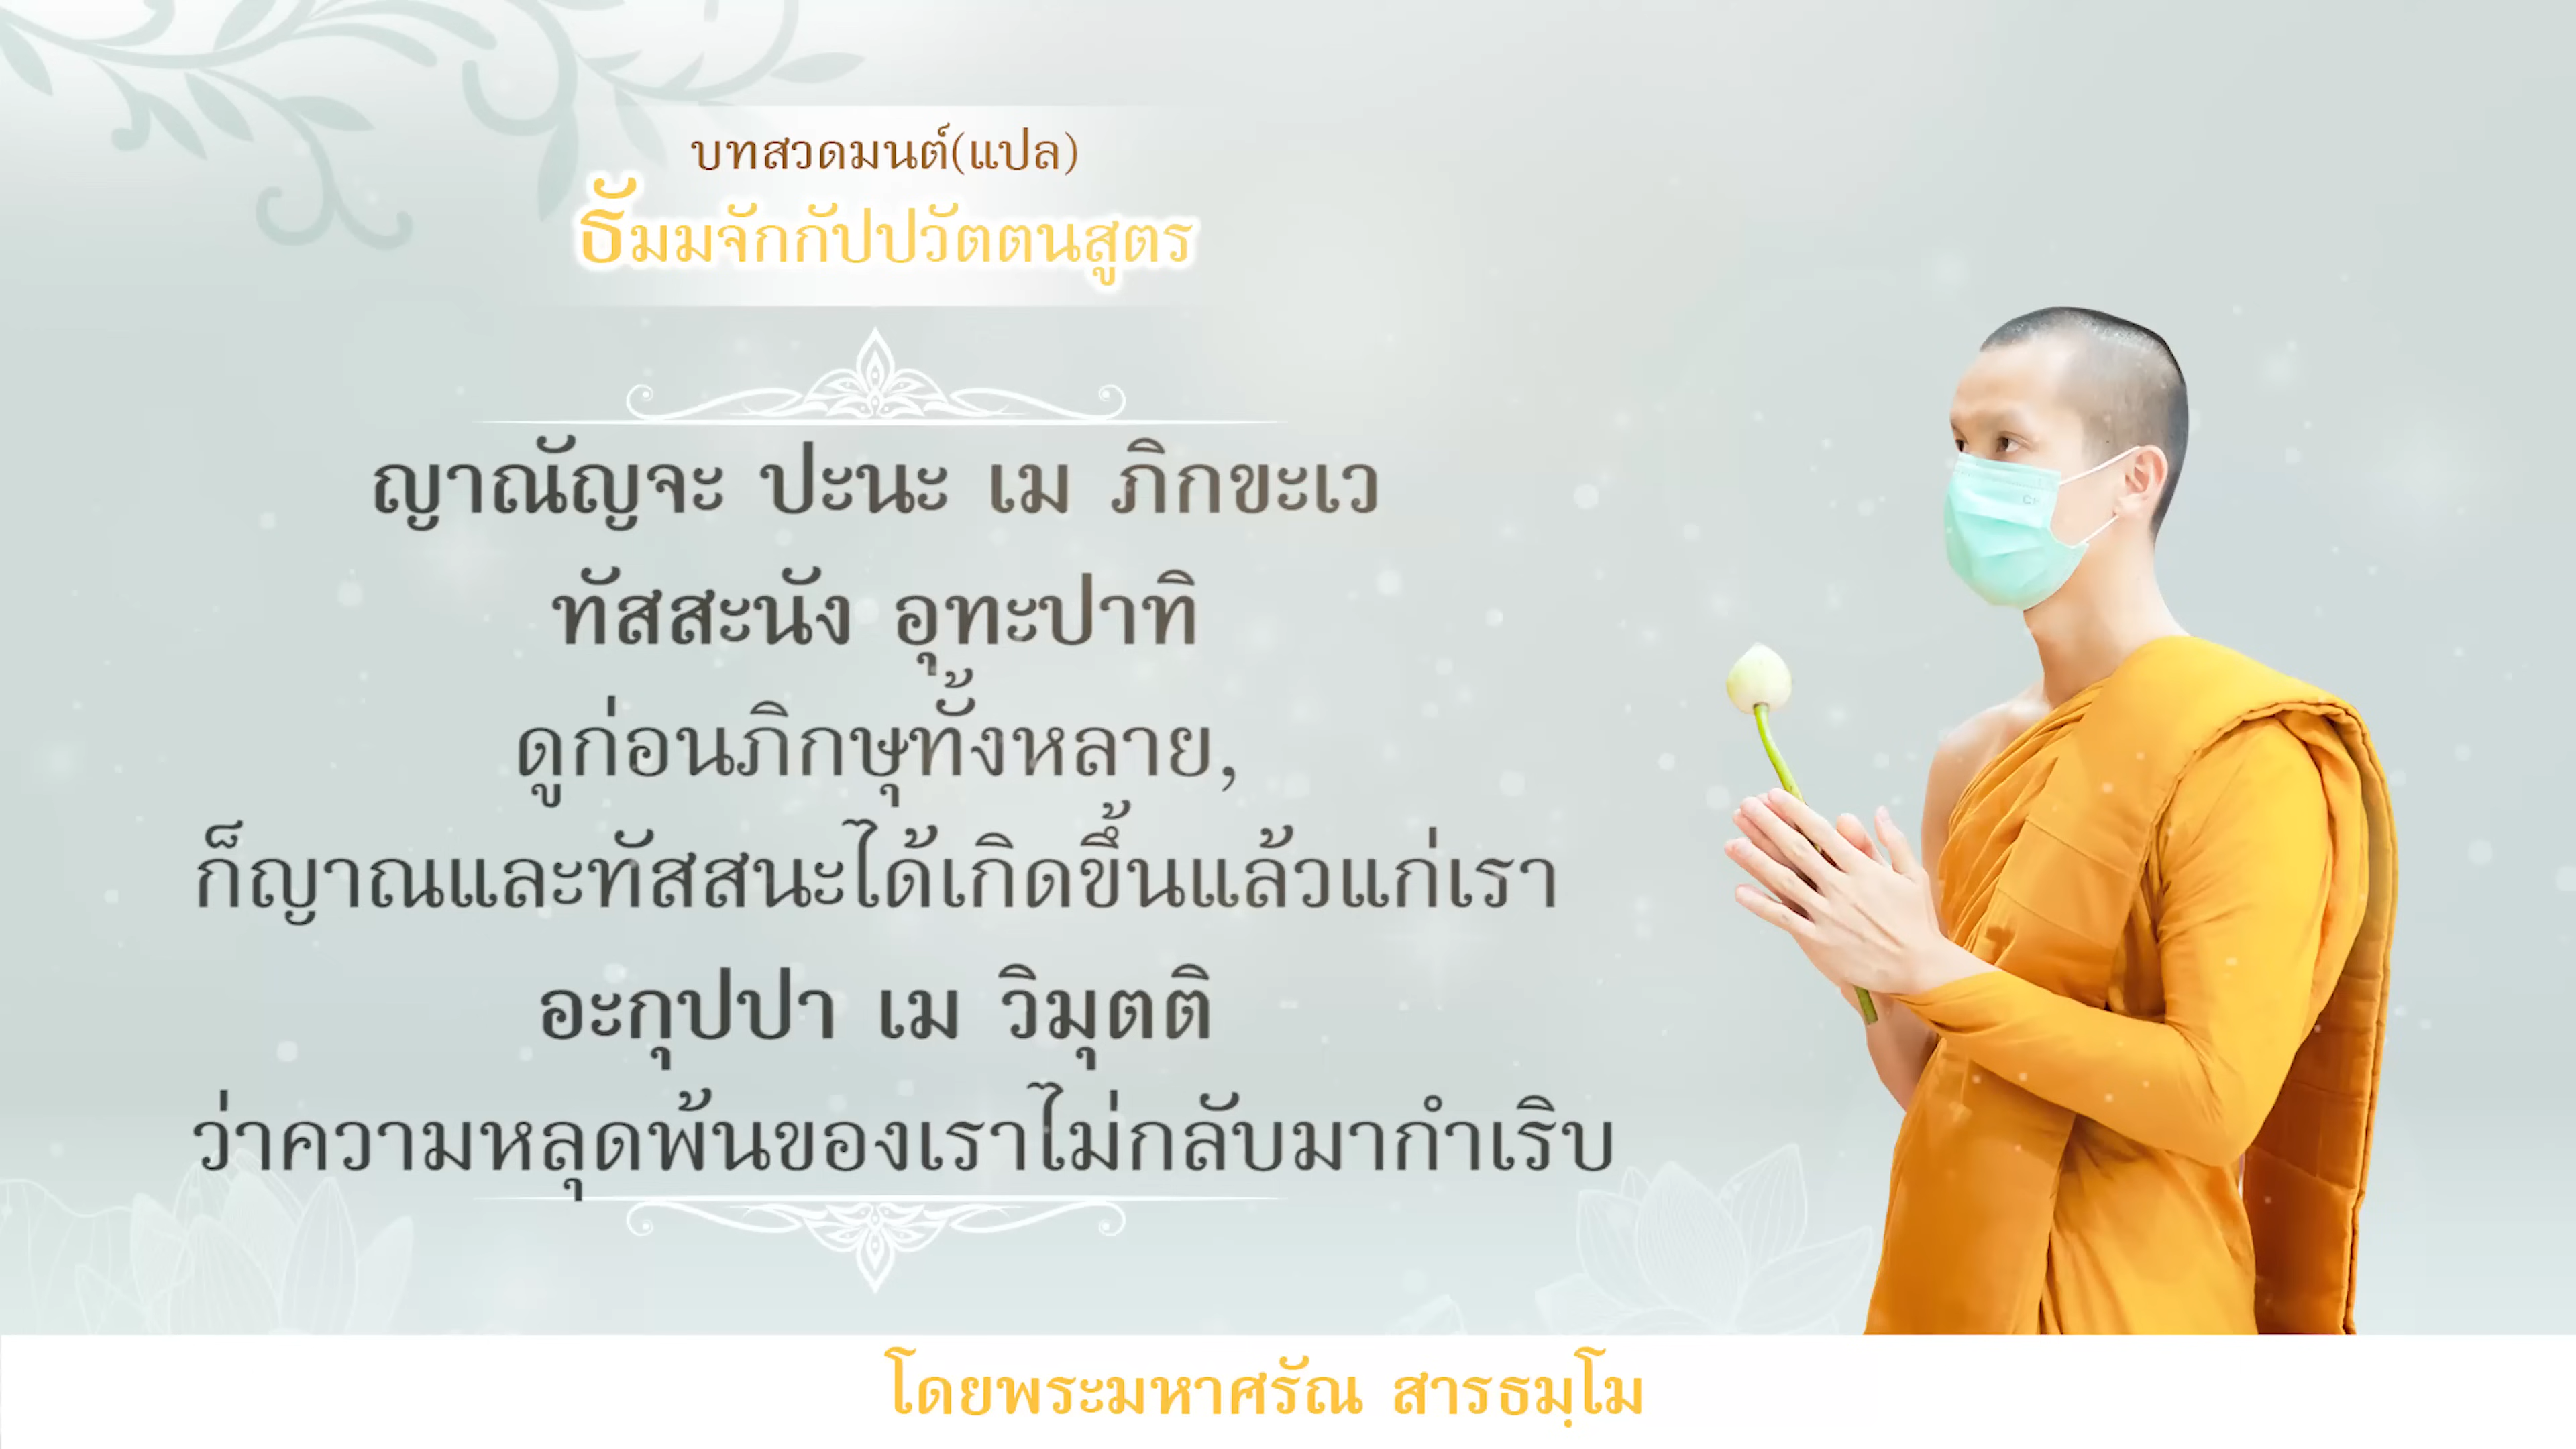 บทสวดมนต์(แปล)
ธัมมจักกัปปวัตตนสูตร
ญาณัญจะ ปะนะ เม ภิกขะเว
ทัสสะนัง อุทะปาทิ
ดูก่อนภิกษุทั้งหลาย,
ก็ญาณและทัสสนะได้เกิดขึ้นแล้วแก่เรา
อะกุปปา เม วิมุตติ
ว่าความหลุดพ้นของเราไม่กลับมากำเริบ
โดยพระมหาศรัณ สารธมฺโม